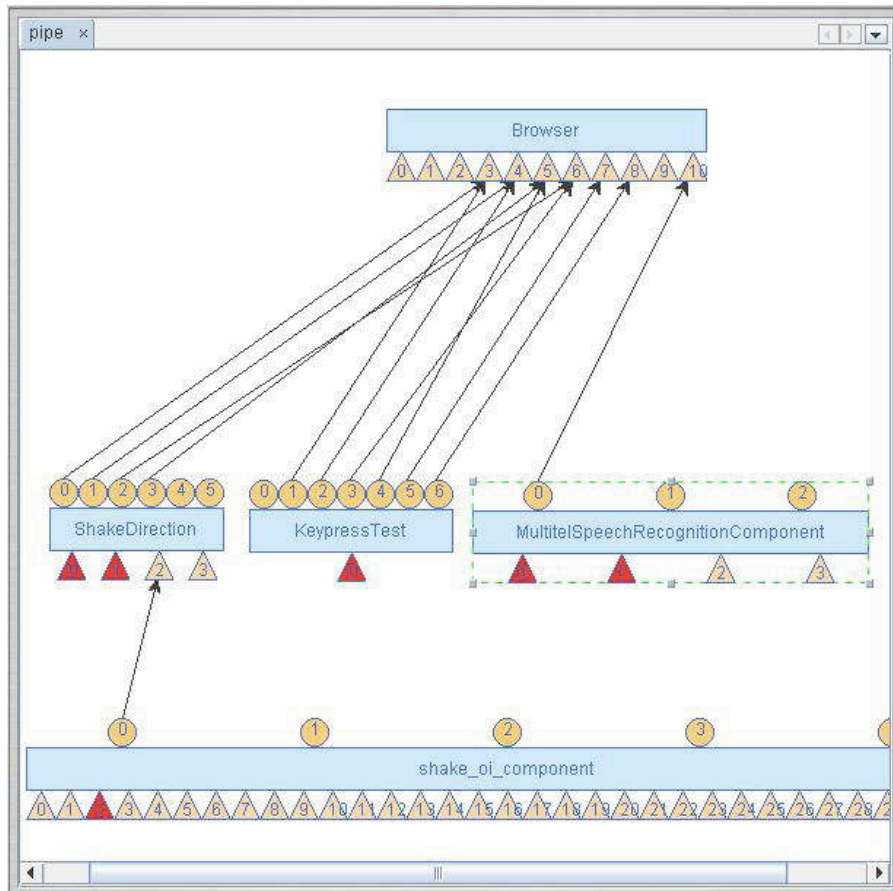 pipe ×
Browser
0 1 2 3 4 5 6 7 8 9 10
0 1 2 3 4 5
ShakeDirection
0 1 2 3
0 1 2 3 4 5 6
KeypressTest
0
0 1 2
MultitelSpeechRecognitionComponent
0 1 2 3
0 1 2 3
shake_oi_component
0 1 2 3 4 5 6 7 8 9 10 11 12 13 14 15 16 17 18 19 20 21 22 23 24 25 26 27 28